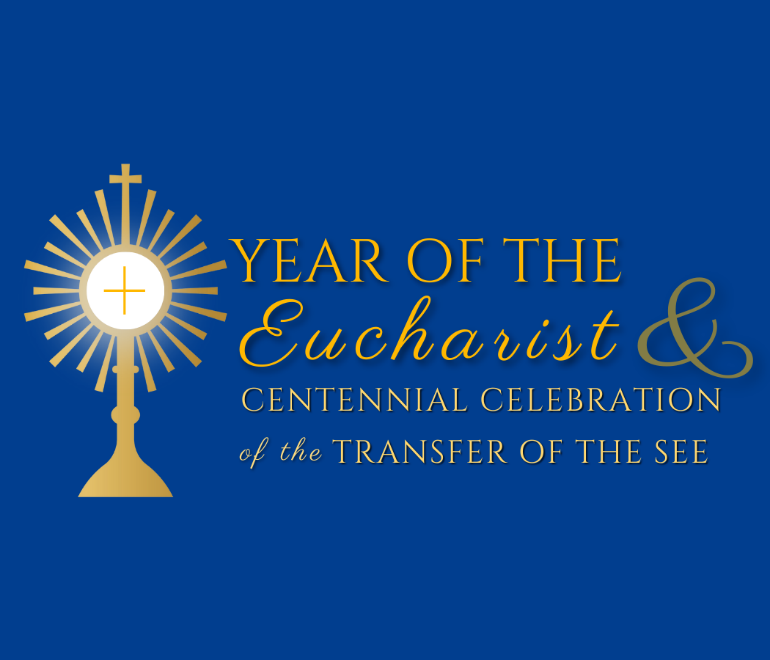 YEAR OF THE
Eucharist &
CENTENNIAL CELEBRATION
of the TRANSFER OF THE SEE